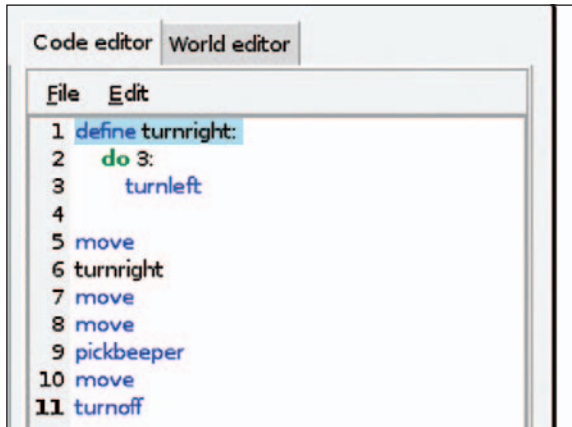 Code editor World editor
File Edit
1 define turnright:
2 do 3:
3 turnleft
4
5 move
6 turnright
7 move
8 move
9 pickbeeper
10 move
11 turnoff